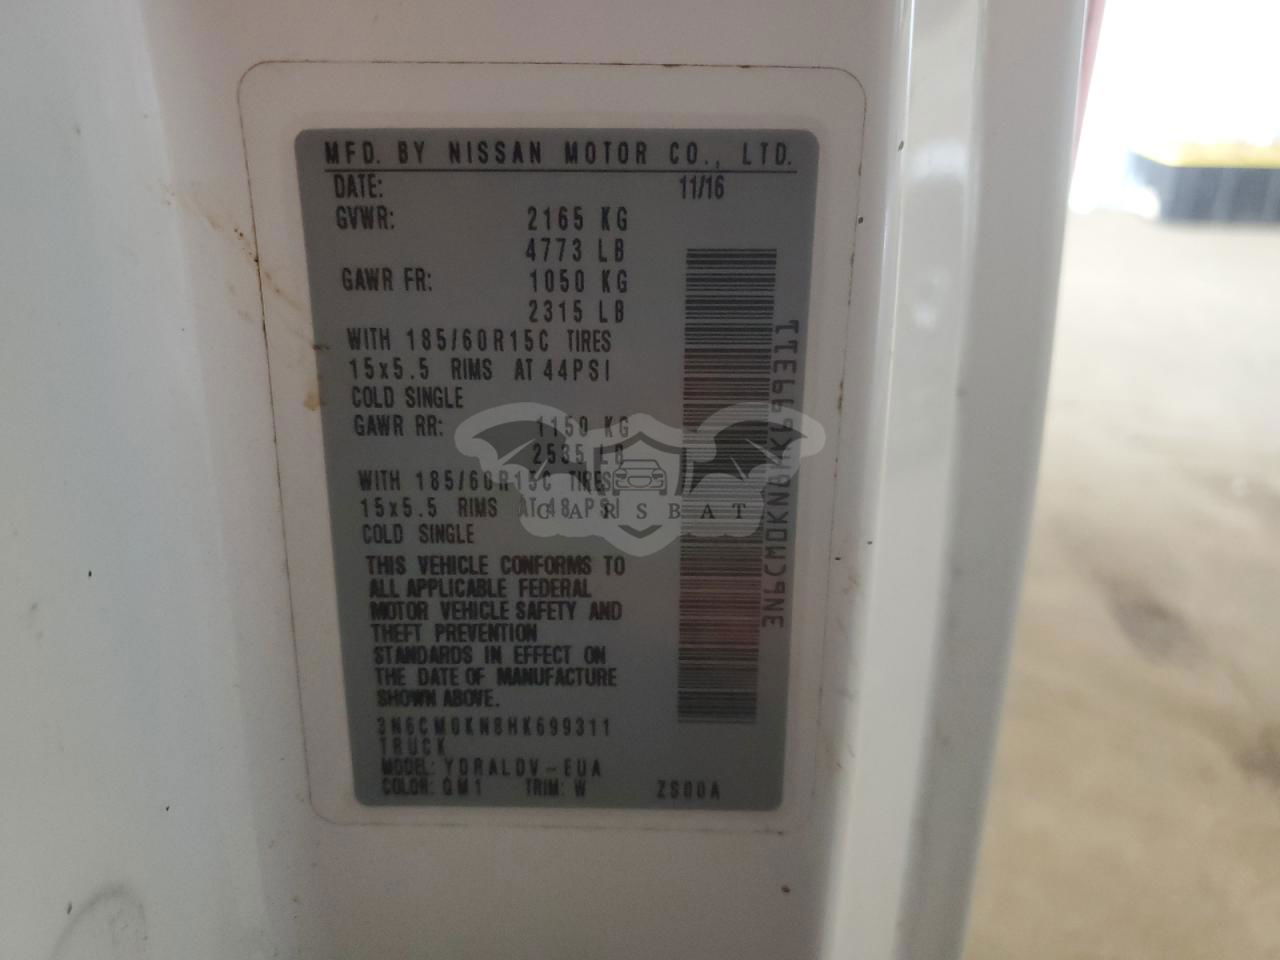 MFD. BY NISSAN MOTOR CO., LTD.
DATE: 11/16
GVWR: 2165 KG
4773 LB
GAWR FR: 1050 KG
2315 LB
WITH 185/60R15C TIRES
15x5.5 RIMS AT 44PSI
COLD SINGLE
GAWR RR: 1150 KG
2535 LB
WITH 185/60R15C TIRES
15x5.5 RIMS AT 48PSI
COLD SINGLE
THIS VEHICLE CONFORMS TO
ALL APPLICABLE FEDERAL
MOTOR VEHICLE SAFETY AND
THEFT PREVENTION
STANDARDS IN EFFECT ON
THE DATE OF MANUFACTURE
SHOWN ABOVE.
3N6CM0KN8HK699311
TRUCK
MODEL: YDRALDV-EUA
COLOR: QM1 TRIM: W ZS00A
3N6CM0KN8HK699311
CARSBAT